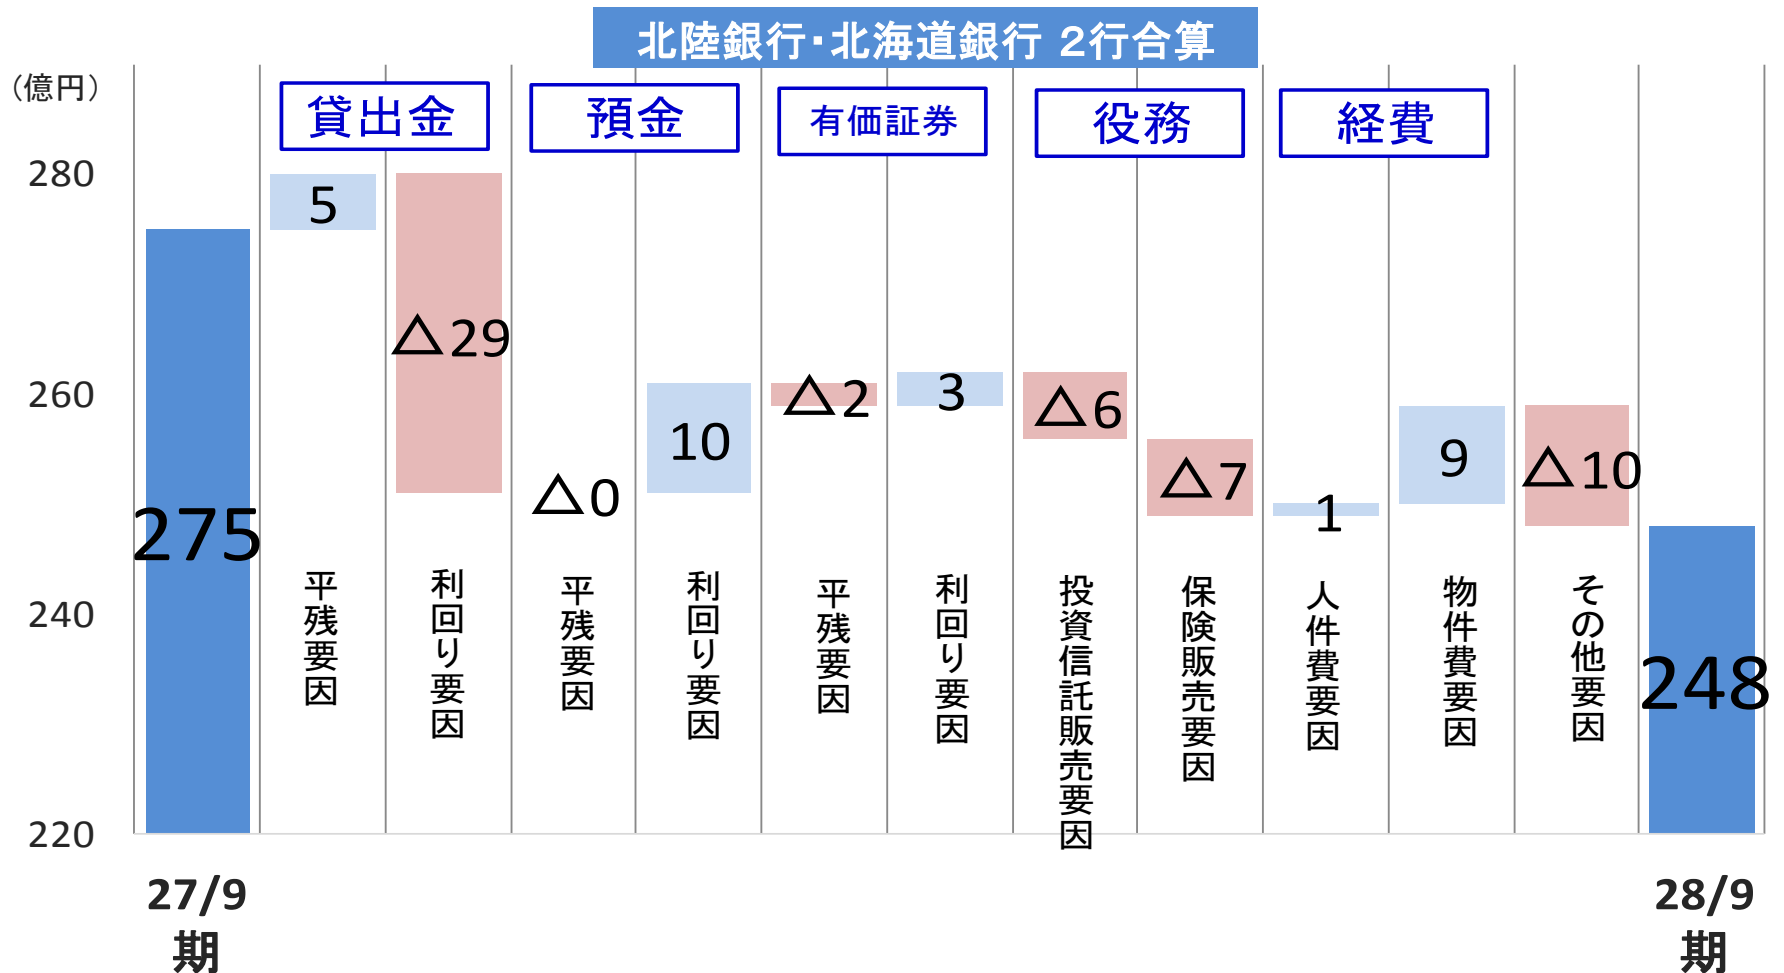 北陸銀行・北海道銀行 2行合算
(億円)
貸出金
預金
有価証券
役務
経費
280
260
240
220
275
5
△29
△0
10
△2
3
△6
△7
1
9
△10
248
平残要因
利回り要因
平残要因
利回り要因
平残要因
利回り要因
投資信託販売要因
保険販売要因
人件費要因
物件費要因
その他要因
27/9
期
28/9
期